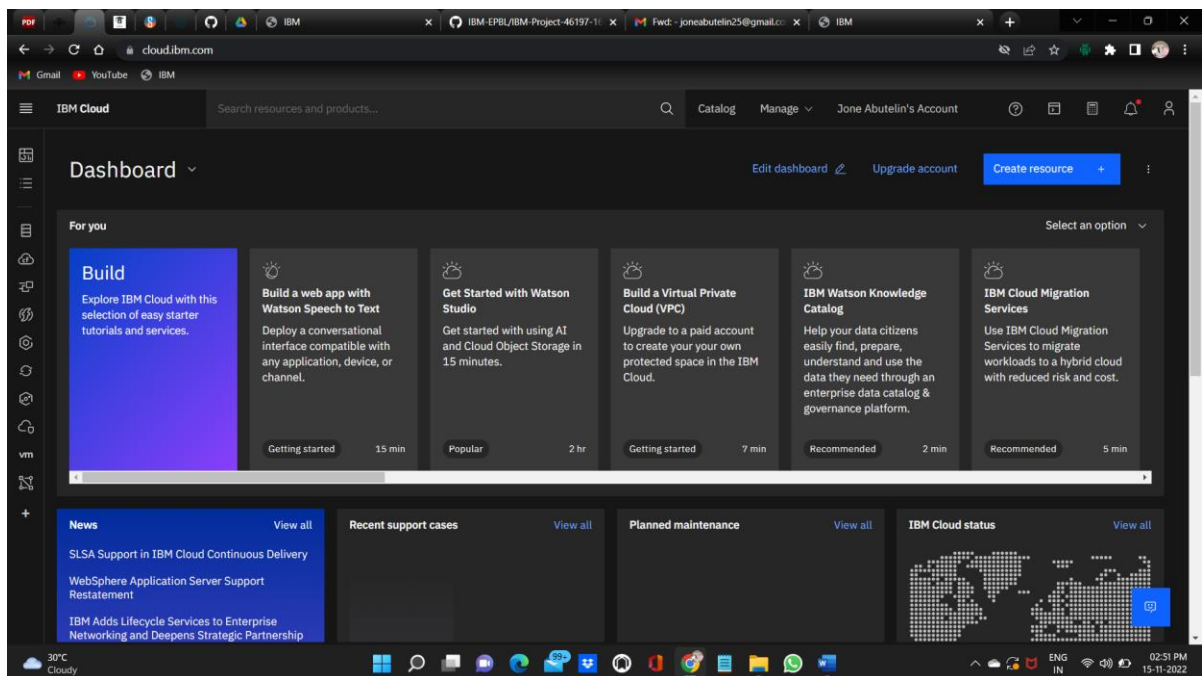 PDF
IBM
IBM-EPBL/IBM-Project-46197-16
Fwd: - joneabutelin25@gmail.co
IBM
cloud.ibm.com
Gmail
YouTube
IBM
IBM Cloud
Search resources and products...
Catalog
Manage
Jone Abutelin's Account
Dashboard
Edit dashboard
Upgrade account
Create resource +
For you
Select an option
Build
Explore IBM Cloud with this
selection of easy starter
tutorials and services.
Build a web app with
Watson Speech to Text
Deploy a conversational
interface compatible with
any application, device, or
channel.
Getting started 15 min
Get Started with Watson
Studio
Get started with using AI
and Cloud Object Storage in
15 minutes.
Popular 2 hr
Build a Virtual Private
Cloud (VPC)
Upgrade to a paid account
to create your your own
protected space in the IBM
Cloud.
Getting started 7 min
IBM Watson Knowledge
Catalog
Help your data citizens
easily find, prepare,
understand and use the
data they need through an
enterprise data catalog &
governance platform.
Recommended 2 min
IBM Cloud Migration
Services
Use IBM Cloud Migration
Services to migrate
workloads to a hybrid cloud
with reduced risk and cost.
Recommended 5 min
vm
News View all
SLSA Support in IBM Cloud Continuous Delivery
WebSphere Application Server Support
Restatement
IBM Adds Lifecycle Services to Enterprise
Networking and Deepens Strategic Partnership
Recent support cases View all
Planned maintenance View all
IBM Cloud status View all
30°C
Cloudy
99+
ENG
IN
02:51 PM
15-11-2022